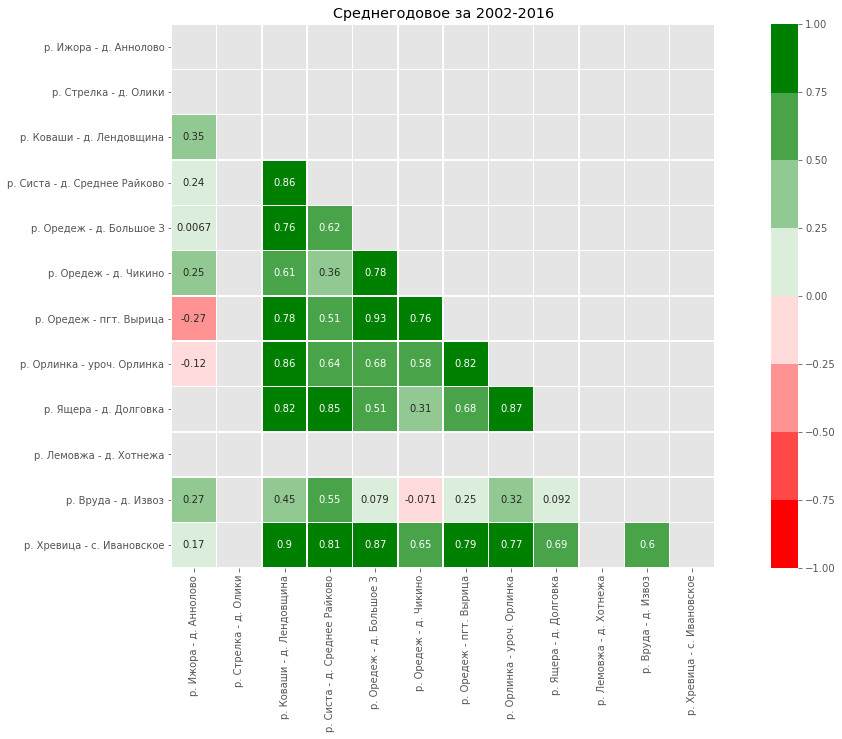 Среднегодовое за 2002-2016
р. Ижора - д. Аннолово
р. Стрелка - д. Олики
р. Коваши - д. Лендовщина 0.35
р. Систа - д. Среднее Райково 0.24 0.86
р. Оредеж - д. Большое З 0.0067 0.76 0.62
р. Оредеж - д. Чикино 0.25 0.61 0.36 0.78
р. Оредеж - пгт. Вырица -0.27 0.78 0.51 0.93 0.76
р. Орлинка - уроч. Орлинка -0.12 0.86 0.64 0.68 0.58 0.82
р. Ящера - д. Долговка 0.82 0.85 0.51 0.31 0.68 0.87
р. Лемовжа - д. Хотнежа
р. Вруда - д. Извоз 0.27 0.45 0.55 0.079 -0.071 0.25 0.32 0.092
р. Хревица - с. Ивановское 0.17 0.9 0.81 0.87 0.65 0.79 0.77 0.69 0.6
р. Ижора - д. Аннолово
р. Стрелка - д. Олики
р. Коваши - д. Лендовщина
р. Систа - д. Среднее Райково
р. Оредеж - д. Большое З
р. Оредеж - д. Чикино
р. Оредеж - пгт. Вырица
р. Орлинка - уроч. Орлинка
р. Ящера - д. Долговка
р. Лемовжа - д. Хотнежа
р. Вруда - д. Извоз
р. Хревица - с. Ивановское
1.00
0.75
0.50
0.25
0.00
−0.25
−0.50
−0.75
−1.00